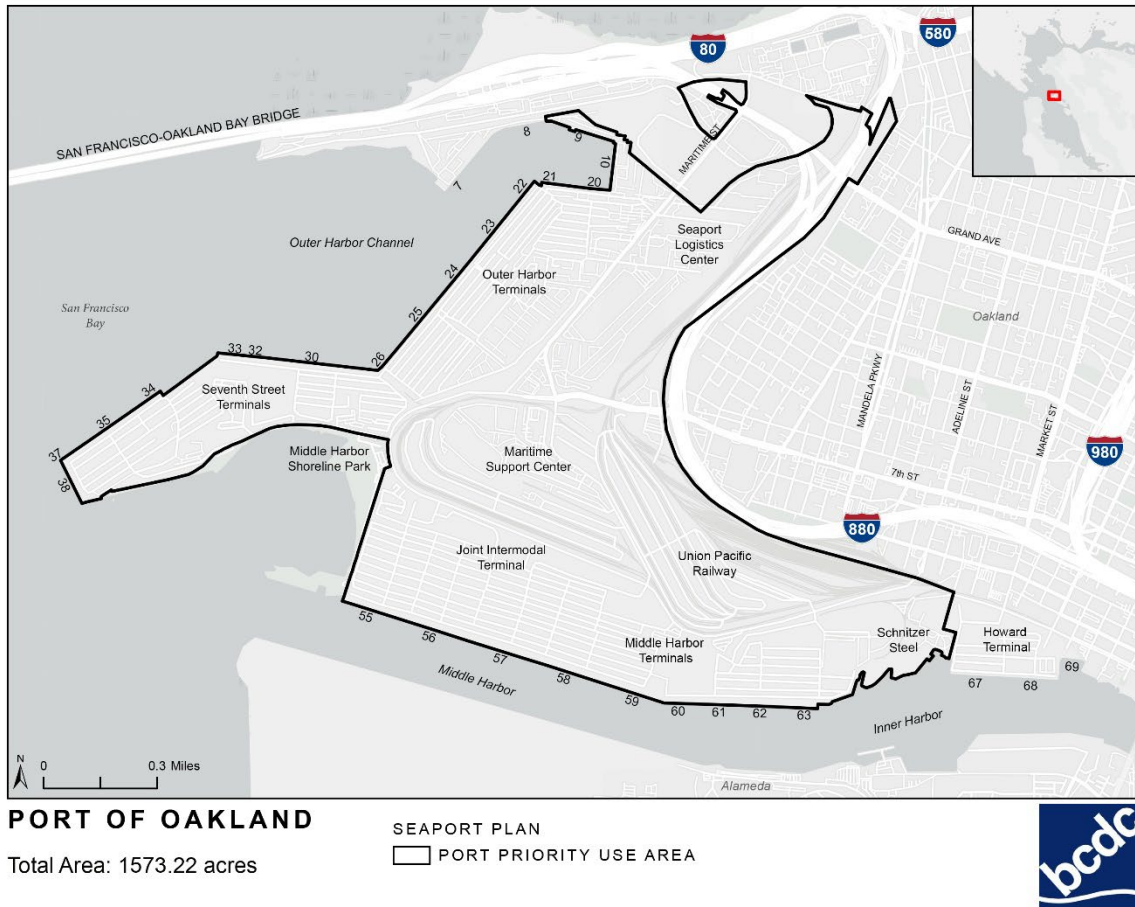 80
580
SAN FRANCISCO-OAKLAND BAY BRIDGE
8
9
10
MARITIME ST
7
22
21
20
23
Outer Harbor Channel
Seaport
Logistics
Center
GRAND AVE
24
Outer Harbor
Terminals
25
San Francisco
Bay
Oakland
33
32
30
26
34
Seventh Street
Terminals
35
37
38
Middle Harbor
Shoreline Park
Maritime
Support Center
MANDELA PKWY
ADELINE ST
MARKET ST
980
7th ST
880
Joint Intermodal
Terminal
Union Pacific
Railway
55
56
57
58
59
Middle Harbor
Middle Harbor
Terminals
Schnitzer
Steel
Howard
Terminal
60
61
62
63
67
68
69
Inner Harbor
Alameda
N
0
0.3 Miles
PORT OF OAKLAND
Total Area: 1573.22 acres
SEAPORT PLAN
PORT PRIORITY USE AREA
bcdc